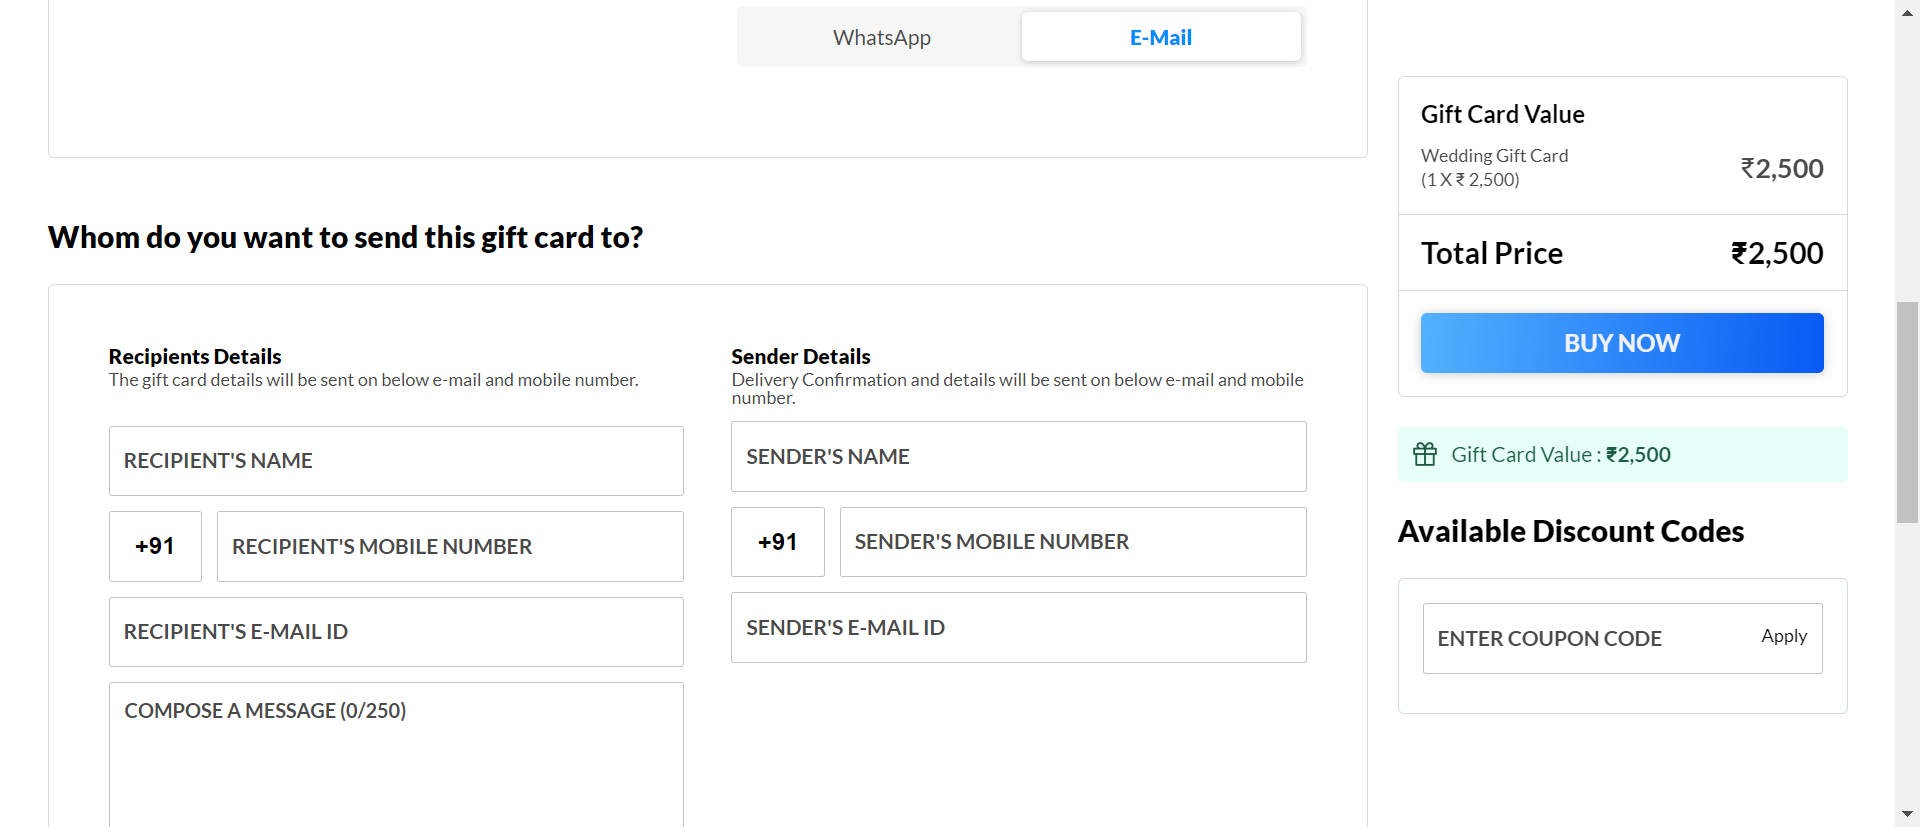 WhatsApp
E-Mail
Whom do you want to send this gift card to?
Recipients Details
The gift card details will be sent on below e-mail and mobile number.
RECIPIENT'S NAME
+91
RECIPIENT'S MOBILE NUMBER
RECIPIENT'S E-MAIL ID
COMPOSE A MESSAGE (0/250)
Sender Details
Delivery Confirmation and details will be sent on below e-mail and mobile
number.
SENDER'S NAME
+91
SENDER'S MOBILE NUMBER
SENDER'S E-MAIL ID
Gift Card Value
Wedding Gift Card
(1 X ₹ 2,500)
₹2,500
Total Price
₹2,500
BUY NOW
Gift Card Value : ₹2,500
Available Discount Codes
ENTER COUPON CODE
Apply